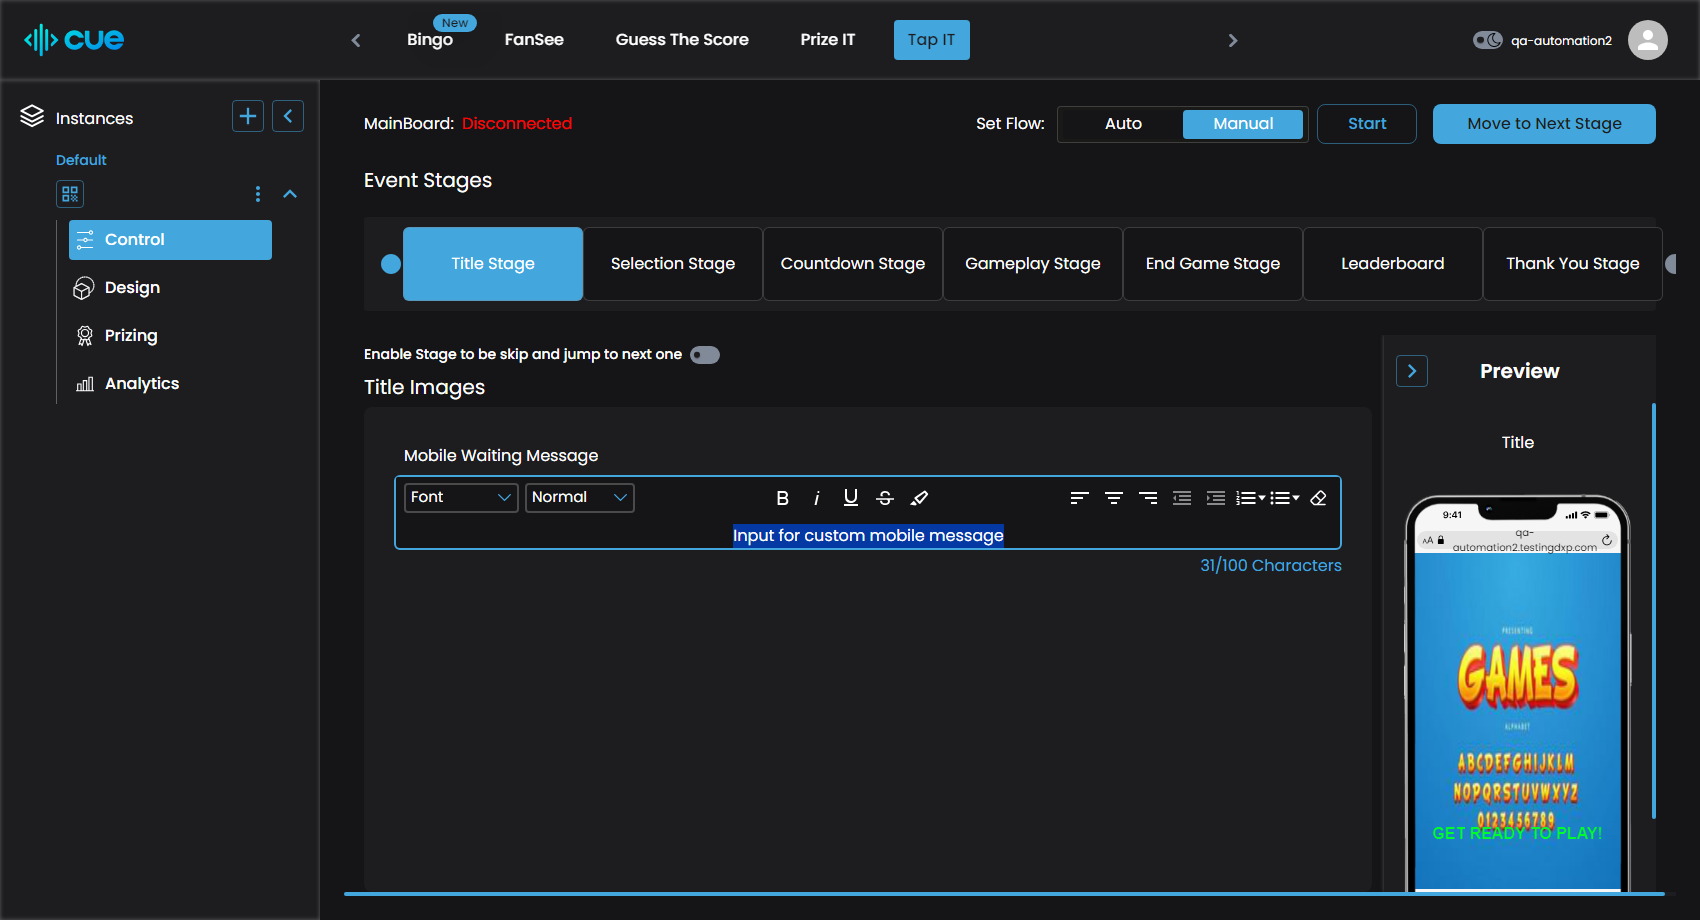 cue
New
Bingo
FanSee
Guess The Score
Prize IT
Tap IT
qa-automation2
Instances
Default
Control
Design
Prizing
Analytics
MainBoard: Disconnected
Set Flow:
Auto
Manual
Start
Move to Next Stage
Event Stages
Title Stage
Selection Stage
Countdown Stage
Gameplay Stage
End Game Stage
Leaderboard
Thank You Stage
Enable Stage to be skip and jump to next one
Title Images
Mobile Waiting Message
Font
Normal
B
i
U
S
Input for custom mobile message
31/100 Characters
Preview
Title
9:41
AA
qa-
automation2.testingdxp.com
PRESENTING
GAMES
ALPHABET
ABCDEFGHIJKLM
NOPQRSTUVWXYZ
0123456789
GET READY TO PLAY!